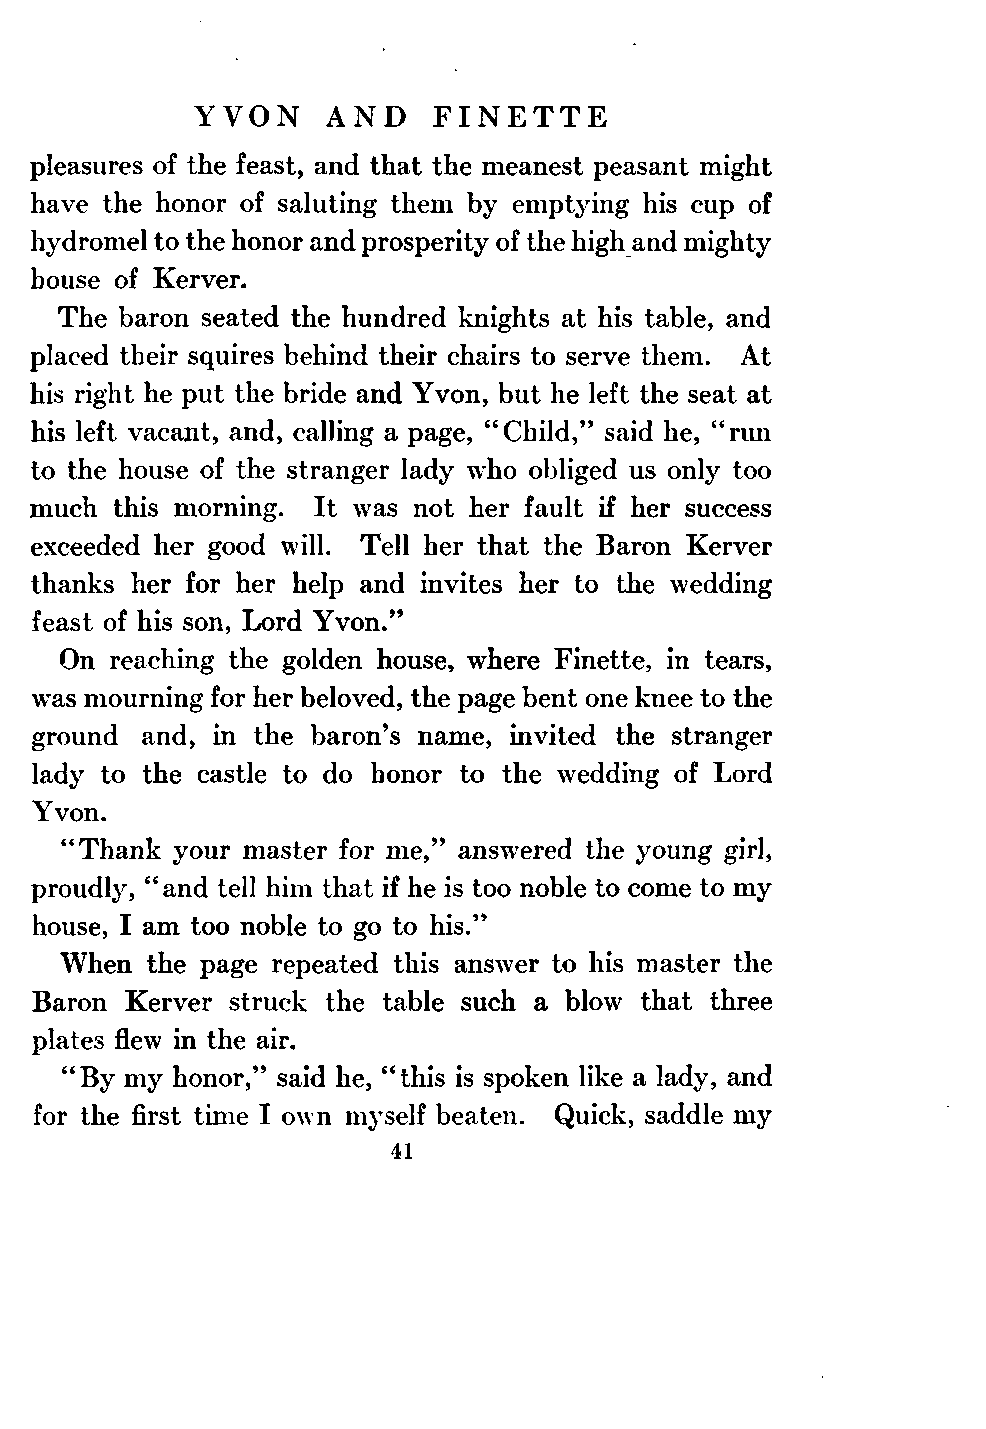 YVON AND FINETTE
pleasures of the feast, and that the meanest peasant might
have the honor of saluting them by emptying his cup of
hydromel to the honor and prosperity of the high and mighty
house of Kerver.
The baron seated the hundred knights at his table, and
placed their squires behind their chairs to serve them. At
his right he put the bride and Yvon, but he left the seat at
his left vacant, and, calling a page, “Child,” said he, “run
to the house of the stranger lady who obliged us only too
much this morning. It was not her fault if her success
exceeded her good will. Tell her that the Baron Kerver
thanks her for her help and invites her to the wedding
feast of his son, Lord Yvon.”
On reaching the golden house, where Finette, in tears,
was mourning for her beloved, the page bent one knee to the
ground and, in the baron’s name, invited the stranger
lady to the castle to do honor to the wedding of Lord
Yvon.
“Thank your master for me,” answered the young girl,
proudly, “and tell him that if he is too noble to come to my
house, I am too noble to go to his.”
When the page repeated this answer to his master the
Baron Kerver struck the table such a blow that three
plates flew in the air.
“By my honor,” said he, “this is spoken like a lady, and
for the first time I own myself beaten. Quick, saddle my
41